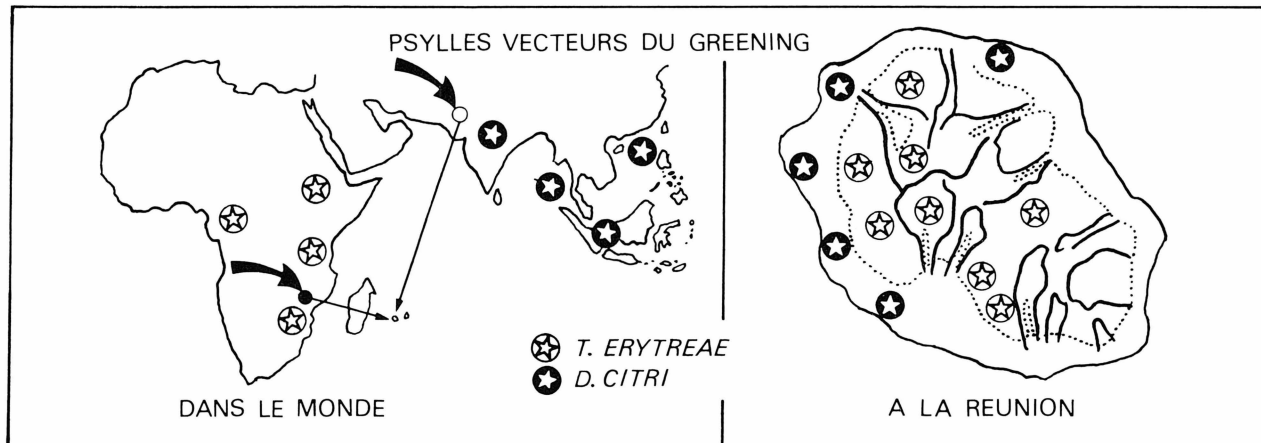 PSYLLES VECTEURS DU GREENING
T. ERYTREAE
D. CITRI
DANS LE MONDE
A LA REUNION